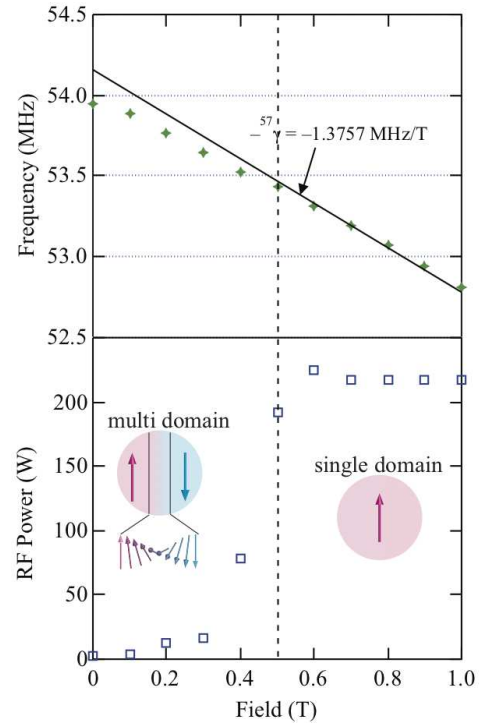 54.5
54.0
53.5
53.0
52.5
Frequency (MHz)
–⁵⁷γ = –1.3757 MHz/T
200
150
100
50
0
RF Power (W)
multi domain
single domain
0
0.2
0.4
0.6
0.8
1.0
Field (T)